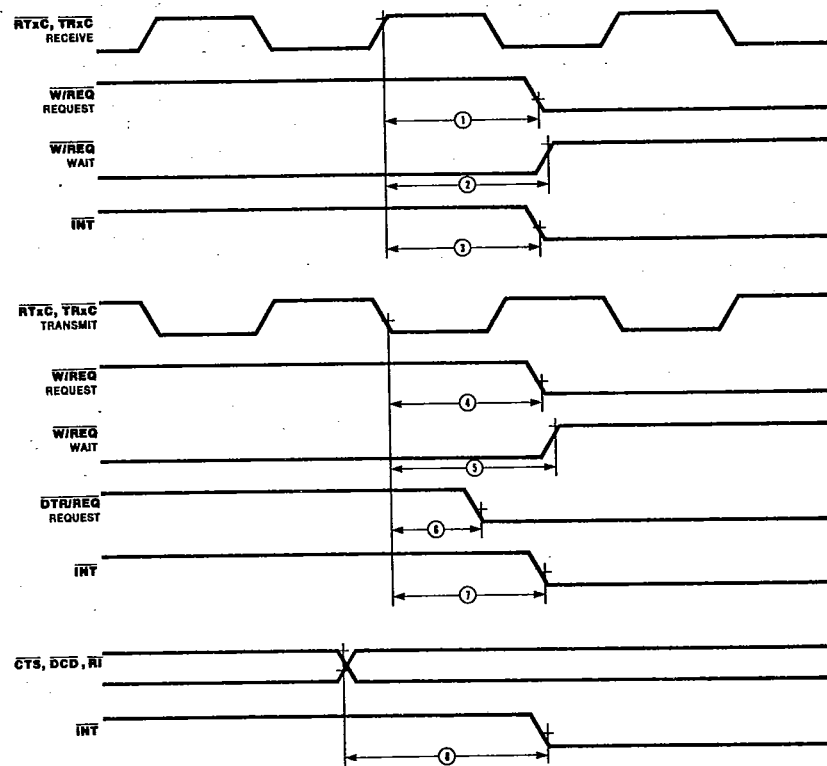 RTxC, TRxC
RECEIVE
W/REQ
REQUEST
1
W/REQ
WAIT
2
INT
3
RTxC, TRxC
TRANSMIT
W/REQ
REQUEST
4
W/REQ
WAIT
5
DTR/REQ
REQUEST
6
INT
7
CTS, DCD, RI
INT
8